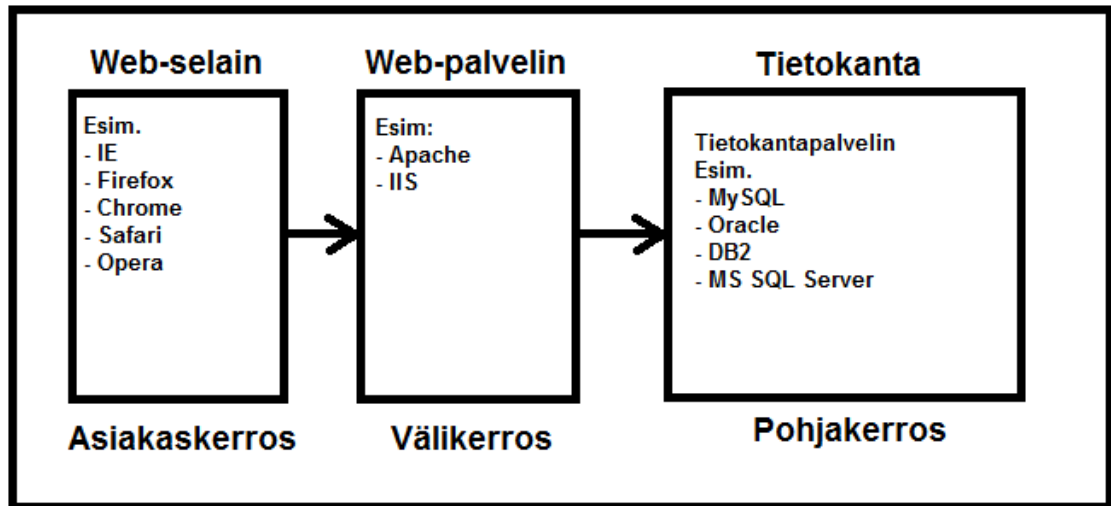 Web-selain
Esim.
- IE
- Firefox
- Chrome
- Safari
- Opera
Asiakaskerros
Web-palvelin
Esim:
- Apache
- IIS
Välikerros
Tietokanta
Tietokantapalvelin
Esim.
- MySQL
- Oracle
- DB2
- MS SQL Server
Pohjakerros